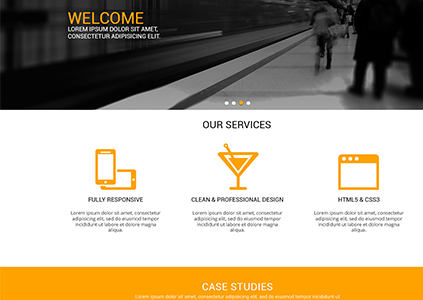 WELCOME
LOREM IPSUM DOLOR SIT AMET,
CONSECTETUR ADIPISICING ELIT.
OUR SERVICES
FULLY RESPONSIVE
Lorem ipsum dolor sit amet, consectetur
adipisicing elit, sed do eiusmod tempor
incididunt ut labore et dolore magna
aliqua.
CLEAN & PROFESSIONAL DESIGN
Lorem ipsum dolor sit amet, consectetur
adipisicing elit, sed do eiusmod tempor
incididunt ut labore et dolore magna
aliqua.
HTML5 & CSS3
Lorem ipsum dolor sit amet, consectetur
adipisicing elit, sed do eiusmod tempor
incididunt ut labore et dolore magna
aliqua.
CASE STUDIES
Lorem ipsum dolor sit amet, consectetur adipisicing elit, sed do eiusmod tempor incididunt ut